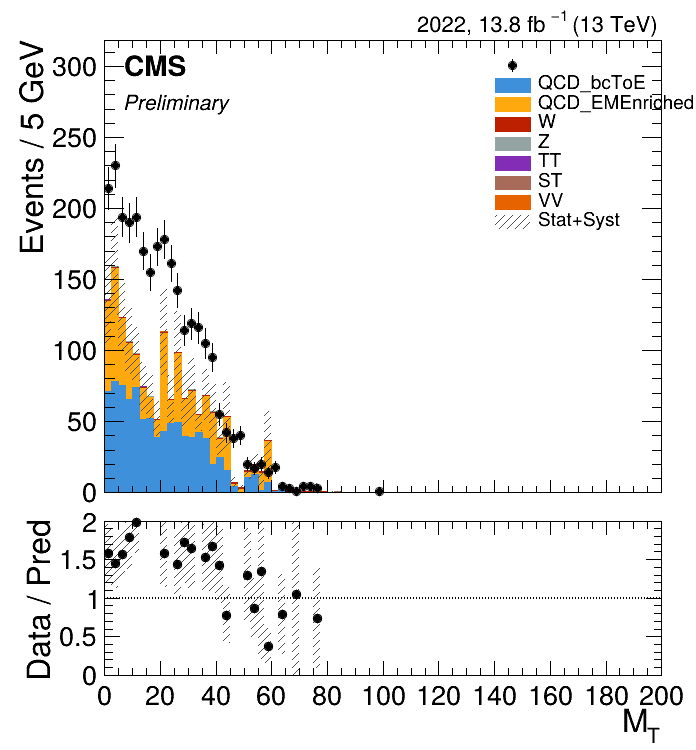 2022, 13.8 fb⁻¹ (13 TeV)
CMS
Preliminary
QCD_bcToE
QCD_EMEnriched
W
Z
TT
ST
VV
Stat+Syst
Events / 5 GeV
300
250
200
150
100
50
0
Data / Pred
2
1.5
1
0.5
0
0 20 40 60 80 100 120 140 160 180 200
M_T